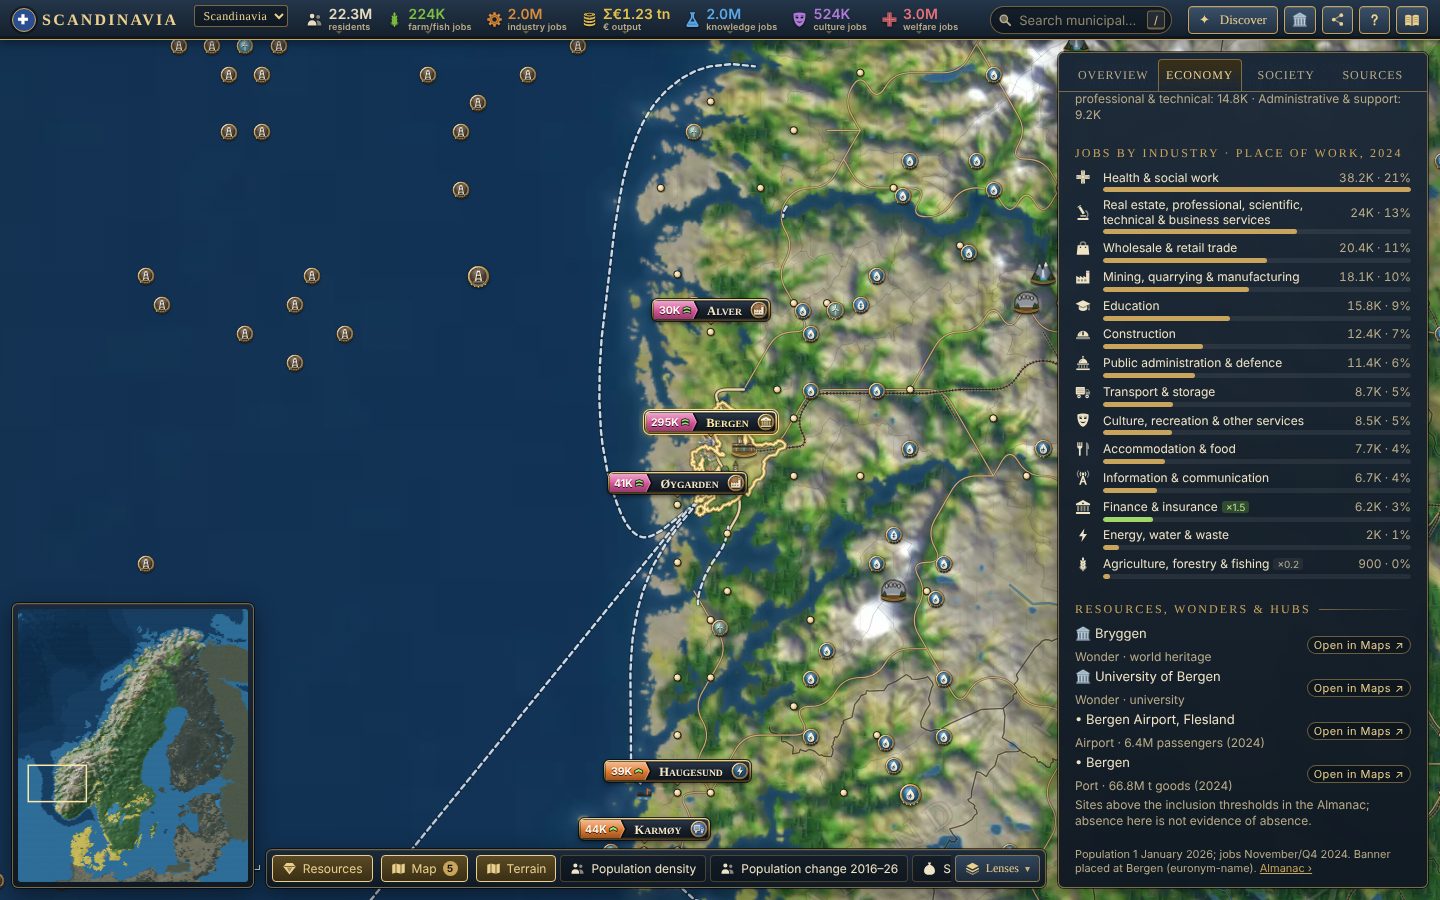 SCANDINAVIA
Scandinavia
22.3M
residents
224K
farm/fish jobs
2.0M
industry jobs
Σ€1.23 tn
€ output
2.0M
knowledge jobs
524K
culture jobs
3.0M
welfare jobs
Search municipal...
/
Discover
?
OVERVIEW
ECONOMY
SOCIETY
SOURCES
professional & technical: 14.8K · Administrative & support:
9.2K
JOBS BY INDUSTRY · PLACE OF WORK, 2024
Health & social work 38.2K · 21%
Real estate, professional, scientific,
technical & business services 24K · 13%
Wholesale & retail trade 20.4K · 11%
Mining, quarrying & manufacturing 18.1K · 10%
Education 15.8K · 9%
Construction 12.4K · 7%
Public administration & defence 11.4K · 6%
Transport & storage 8.7K · 5%
Culture, recreation & other services 8.5K · 5%
Accommodation & food 7.7K · 4%
Information & communication 6.7K · 4%
Finance & insurance ×1.5 6.2K · 3%
Energy, water & waste 2K · 1%
Agriculture, forestry & fishing ×0.2 900 · 0%
RESOURCES, WONDERS & HUBS
Bryggen
Wonder · world heritage
Open in Maps ↗
University of Bergen
Wonder · university
Open in Maps ↗
• Bergen Airport, Flesland
Airport · 6.4M passengers (2024)
Open in Maps ↗
• Bergen
Port · 66.8M t goods (2024)
Open in Maps ↗
Sites above the inclusion thresholds in the Almanac;
absence here is not evidence of absence.
Population 1 January 2026; jobs November/Q4 2024. Banner
placed at Bergen (euronym-name). Almanac ›
30K Alver
295K Bergen
41K Øygarden
39K Haugesund
44K Karmøy
Resources
Map 5
Terrain
Population density
Population change 2016–26
S
Lenses ▾